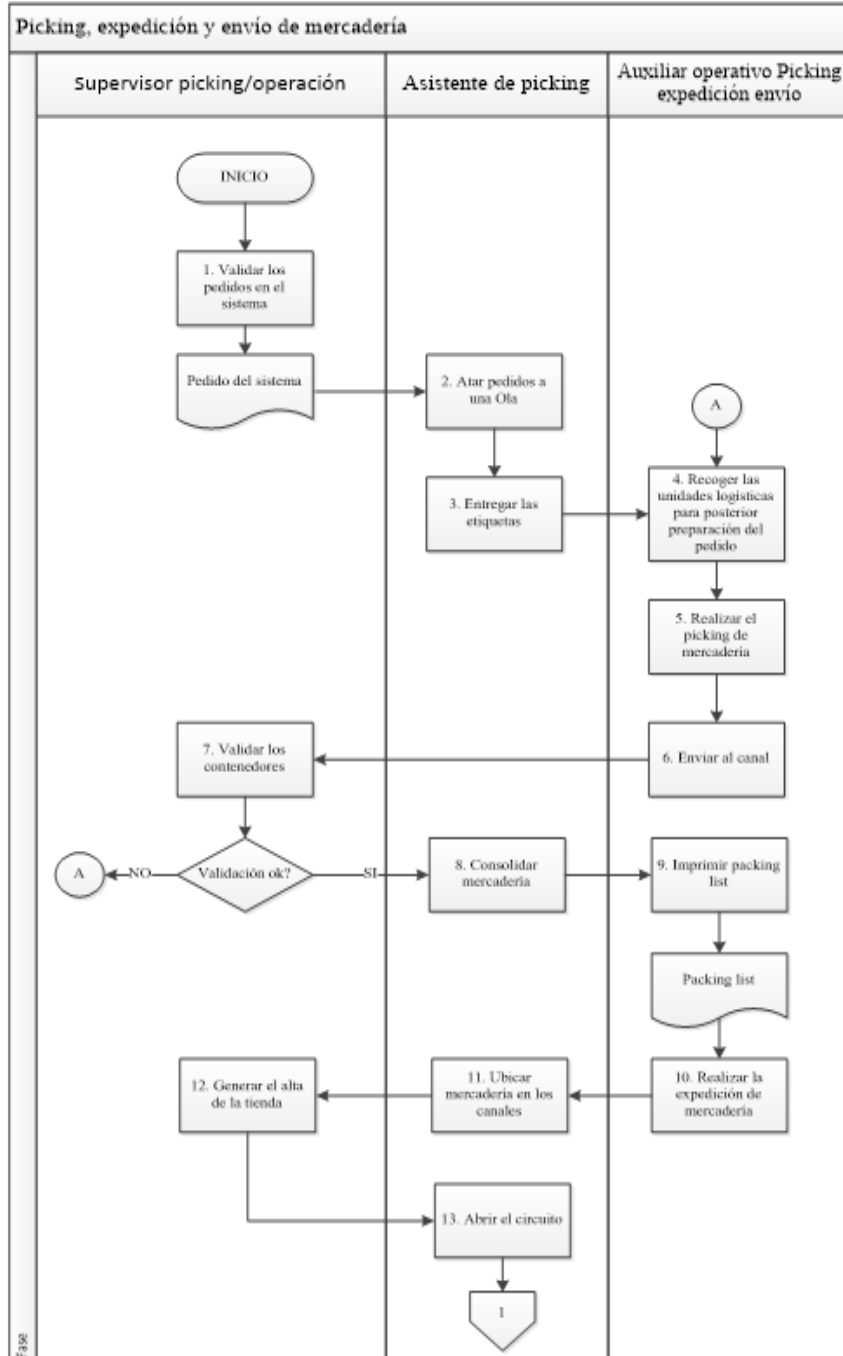 Picking, expedición y envío de mercadería
Supervisor picking/operación
Asistente de picking
Auxiliar operativo Picking
expedición envío
INICIO
1. Validar los
pedidos en el
sistema
Pedido del sistema
2. Atar pedidos a
una Ola
A
3. Entregar las
etiquetas
4. Recoger las
unidades logísticas
para posterior
preparación del
pedido
5. Realizar el
picking de
mercadería
7. Validar los
contenedores
6. Enviar al canal
A
NO
Validación ok?
SI
8. Consolidar
mercadería
9. Imprimir packing
list
Packing list
12. Generar el alta
de la tienda
11. Ubicar
mercadería en los
canales
10. Realizar la
expedición de
mercadería
13. Abrir el circuito
1
Fase